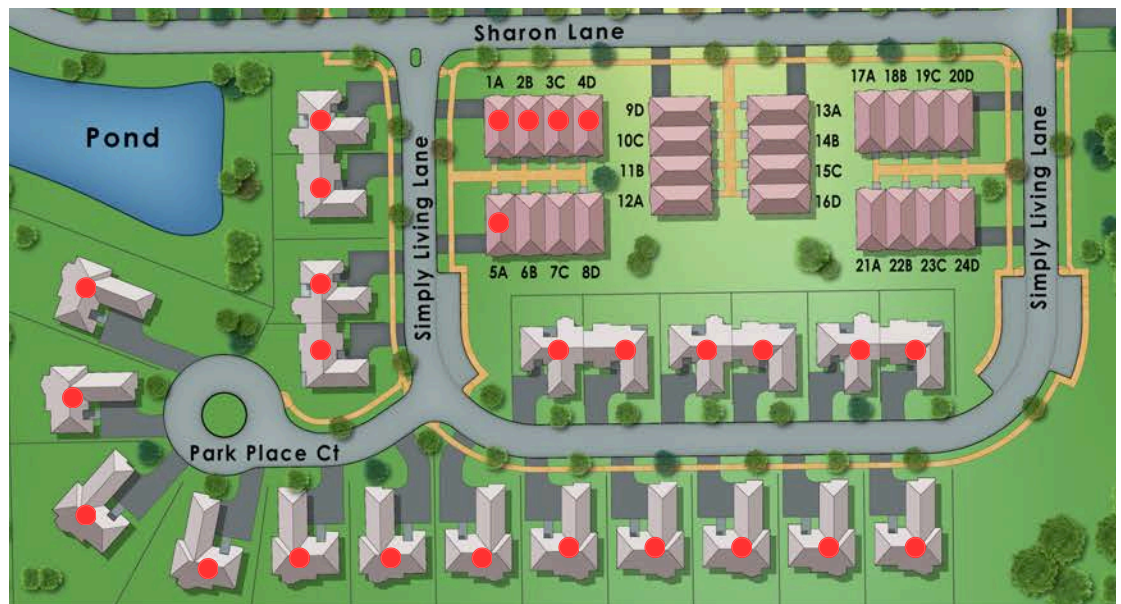 Sharon Lane
1A 2B 3C 4D
17A 18B 19C 20D
Pond
9D
13A
10C
14B
11B
15C
12A
16D
Simply Living Lane
Simply Living Lane
5A 6B 7C 8D
21A 22B 23C 24D
Park Place Ct